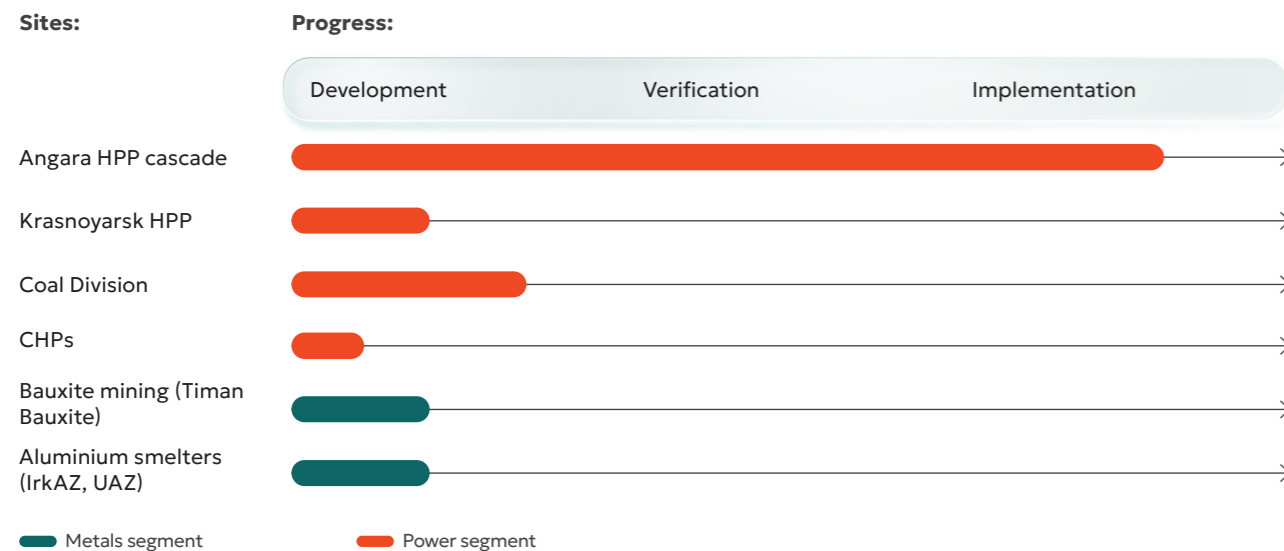 Sites:
Progress:
Development
Verification
Implementation
Angara HPP cascade
Krasnoyarsk HPP
Coal Division
CHPs
Bauxite mining (Timan
Bauxite)
Aluminium smelters
(IrkAZ, UAZ)
Metals segment
Power segment